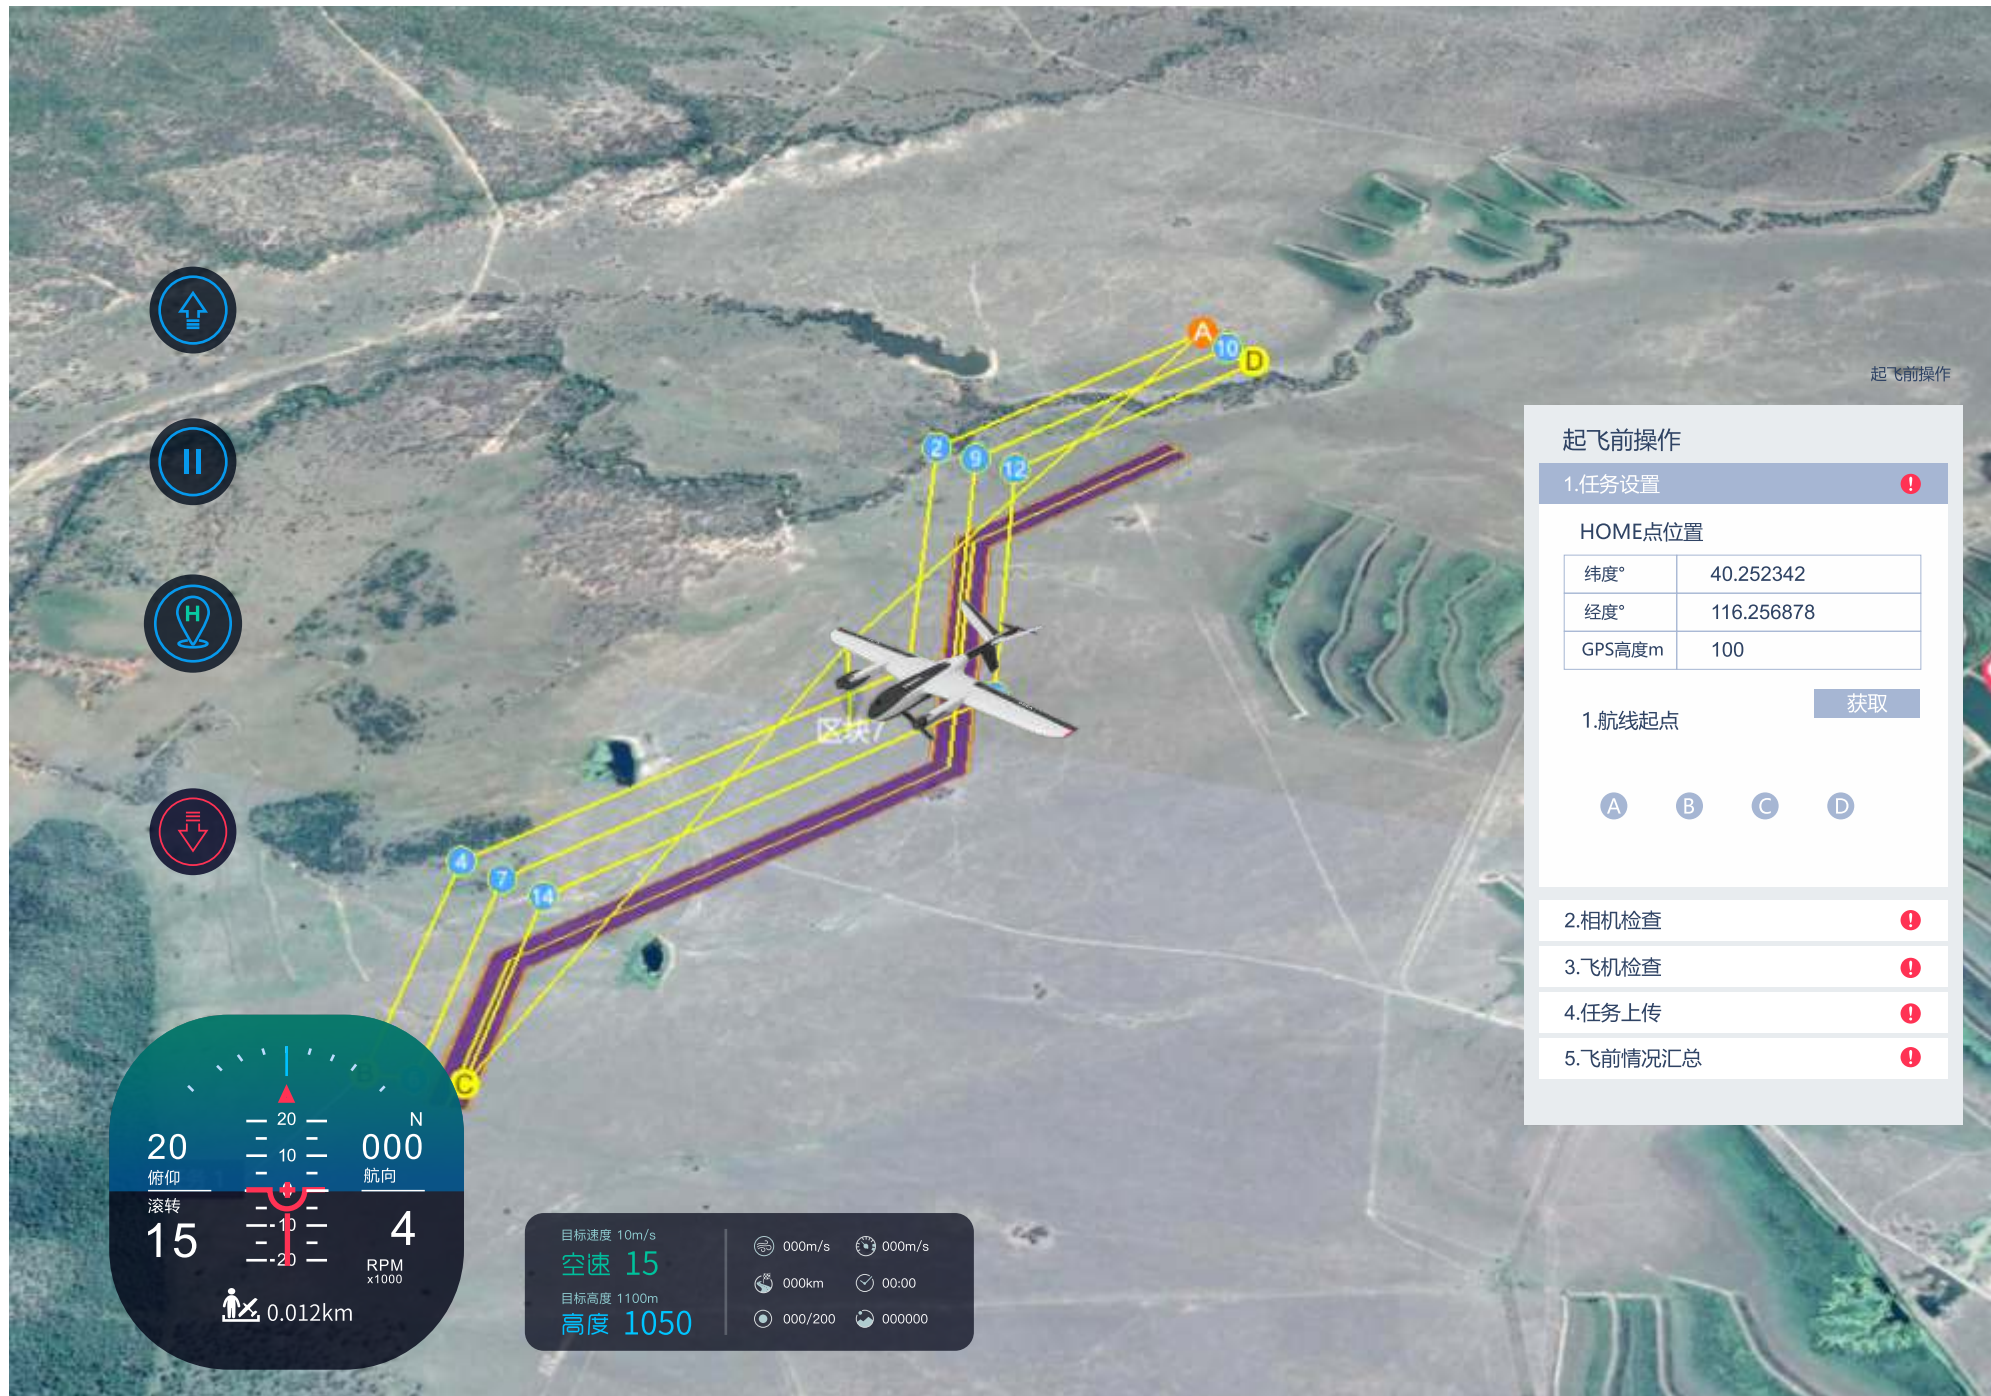 A
10
D
2
9
12
起飞前操作
起飞前操作
1.任务设置
HOME点位置
纬度° 40.252342
经度° 116.256878
GPS高度m 100
获取
1.航线起点
A B C D
2.相机检查
3.飞机检查
4.任务上传
5.飞前情况汇总
H
区块7
4
7
14
B
C
20
俯仰
滚转
15
20
10
-10
-20
N
000
航向
4
RPM
x1000
0.012km
目标速度 10m/s
空速 15
目标高度 1100m
高度 1050
000m/s 000m/s
000km 00:00
000/200 000000